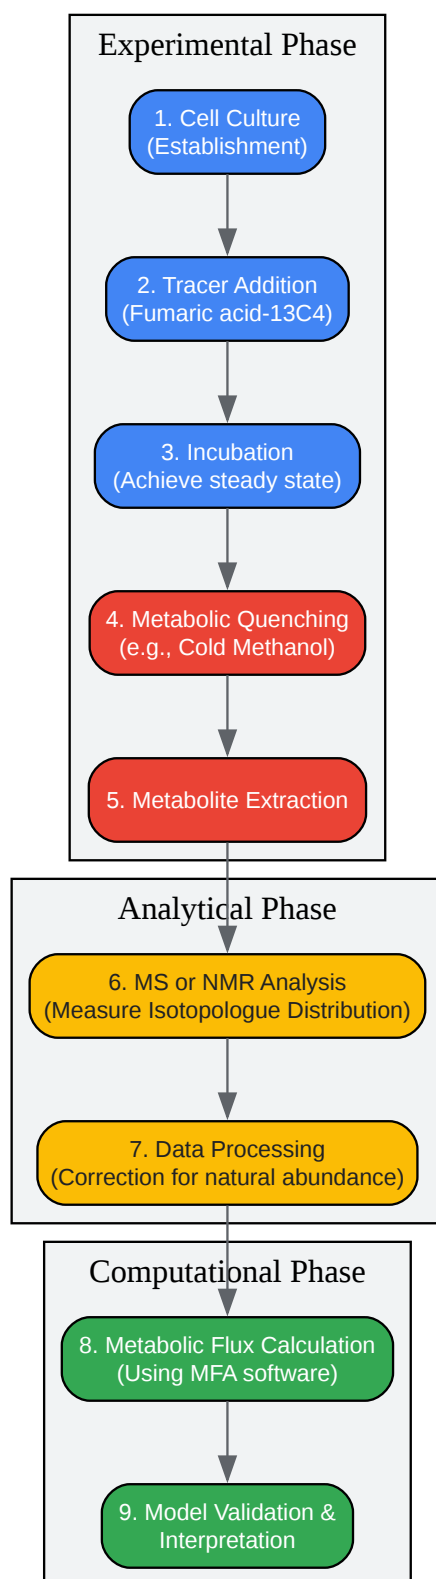 Experimental Phase
1. Cell Culture
(Establishment)
2. Tracer Addition
(Fumaric acid-13C4)
3. Incubation
(Achieve steady state)
4. Metabolic Quenching
(e.g., Cold Methanol)
5. Metabolite Extraction
Analytical Phase
6. MS or NMR Analysis
(Measure Isotopologue Distribution)
7. Data Processing
(Correction for natural abundance)
Computational Phase
8. Metabolic Flux Calculation
(Using MFA software)
9. Model Validation &
Interpretation